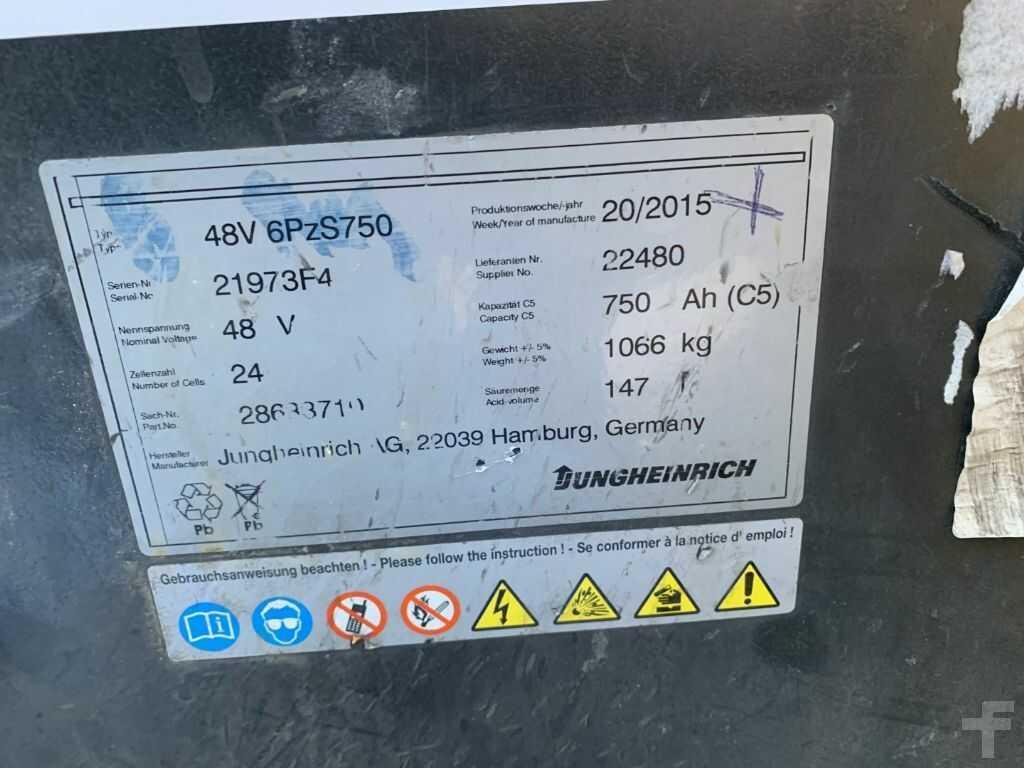 Typ
Type
48V 6PzS750
Produktionswoche/-jahr
Week/Year of manufacture
20/2015
Serien-Nr
Serial-No
21973F4
Lieferanten Nr.
Supplier No.
22480
Nennspannung
Nominal Voltage
48 V
Kapazität C5
Capacity C5
750 Ah (C5)
Zellenzahl
Number of Cells
24
Gewicht +/- 5%
Weight +/- 5%
1066 kg
Sach-Nr.
Part.No.
Säuremenge
Acid-volume
147
Hersteller
Manufacturer
Jungheinrich AG, 22039 Hamburg, Germany
JUNGHEINRICH
Pb Pb
Gebrauchsanweisung beachten ! - Please follow the instruction ! - Se conformer à la notice d' emploi !